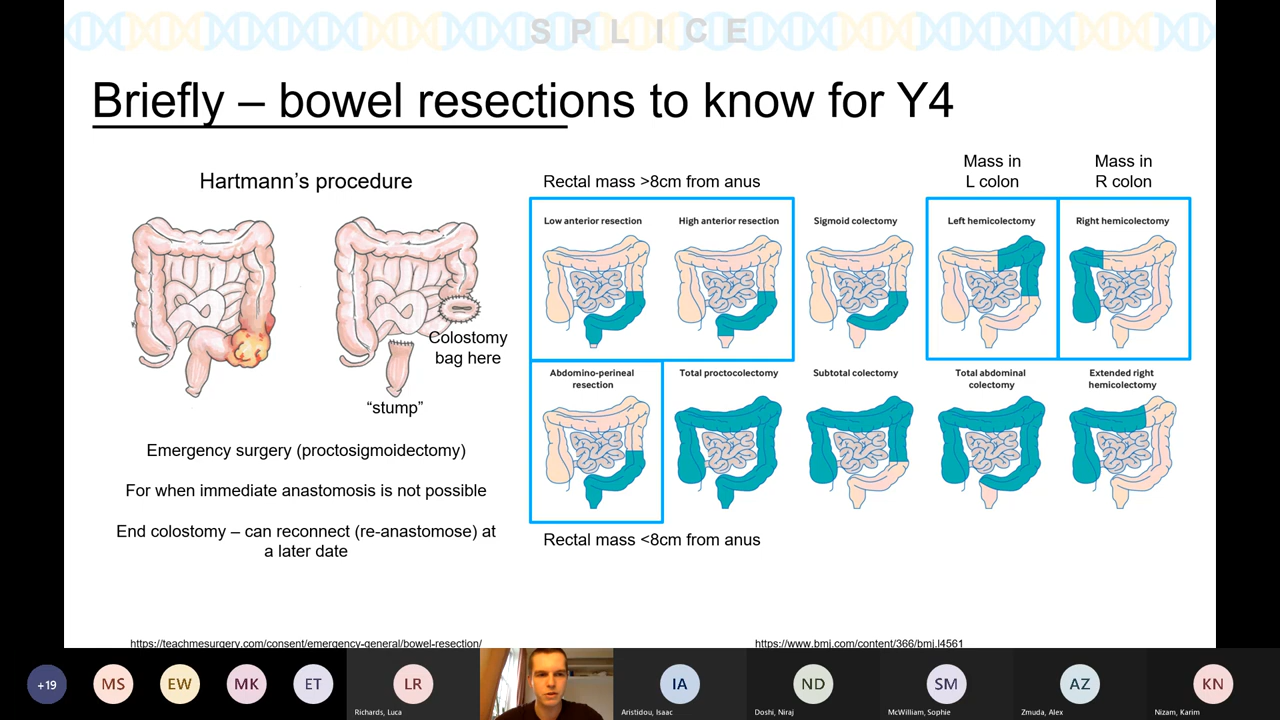 SPLICE
Briefly – bowel resections to know for Y4
Hartmann’s procedure
Colostomy
bag here
“stump”
Emergency surgery (proctosigmoidectomy)
For when immediate anastomosis is not possible
End colostomy – can reconnect (re-anastomose) at
a later date
Rectal mass >8cm from anus
Mass in
L colon
Mass in
R colon
Low anterior resection
High anterior resection
Sigmoid colectomy
Left hemicolectomy
Right hemicolectomy
Abdomino-perineal
resection
Total proctocolectomy
Subtotal colectomy
Total abdominal
colectomy
Extended right
hemicolectomy
Rectal mass <8cm from anus
https://teachmesurgery.com/consent/emergency-general/bowel-resection/
https://www.bmj.com/content/366/bmj.l4561
+19
MS
EW
MK
ET
LR
Richards, Luca
IA
Aristidou, Isaac
ND
Doshi, Niraj
SM
McWilliam, Sophie
AZ
Zmuda, Alex
KN
Nizam, Karim